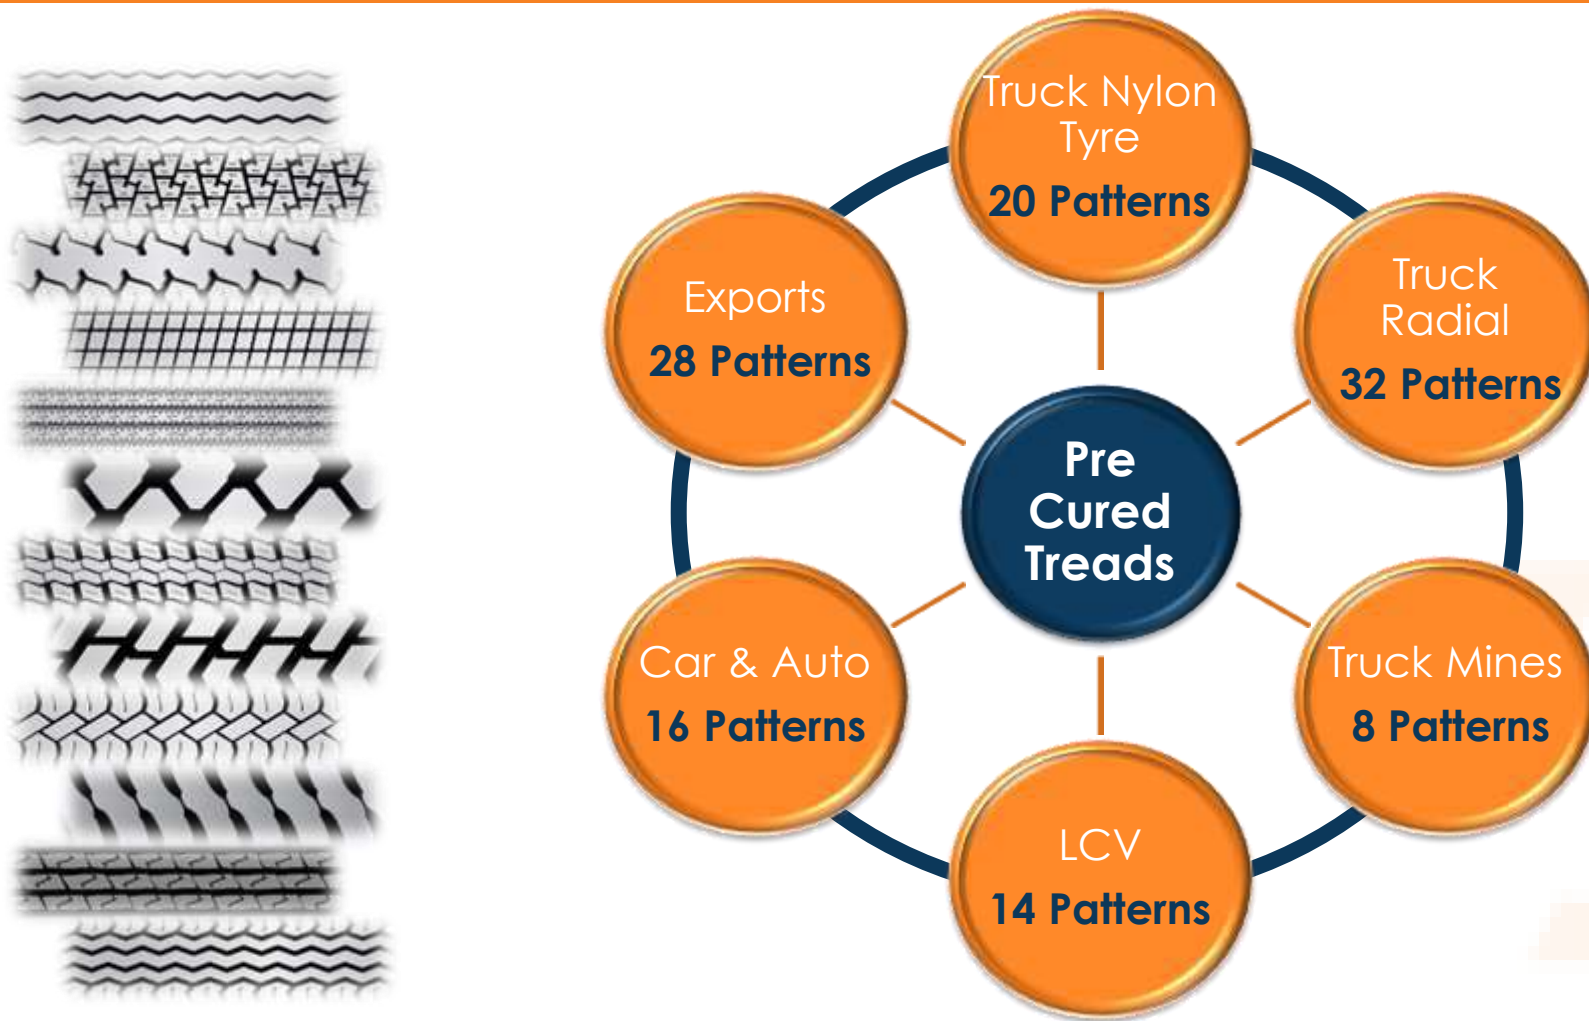 Truck Nylon
Tyre
20 Patterns
Truck
Radial
32 Patterns
Truck Mines
8 Patterns
LCV
14 Patterns
Car & Auto
16 Patterns
Exports
28 Patterns
Pre
Cured
Treads